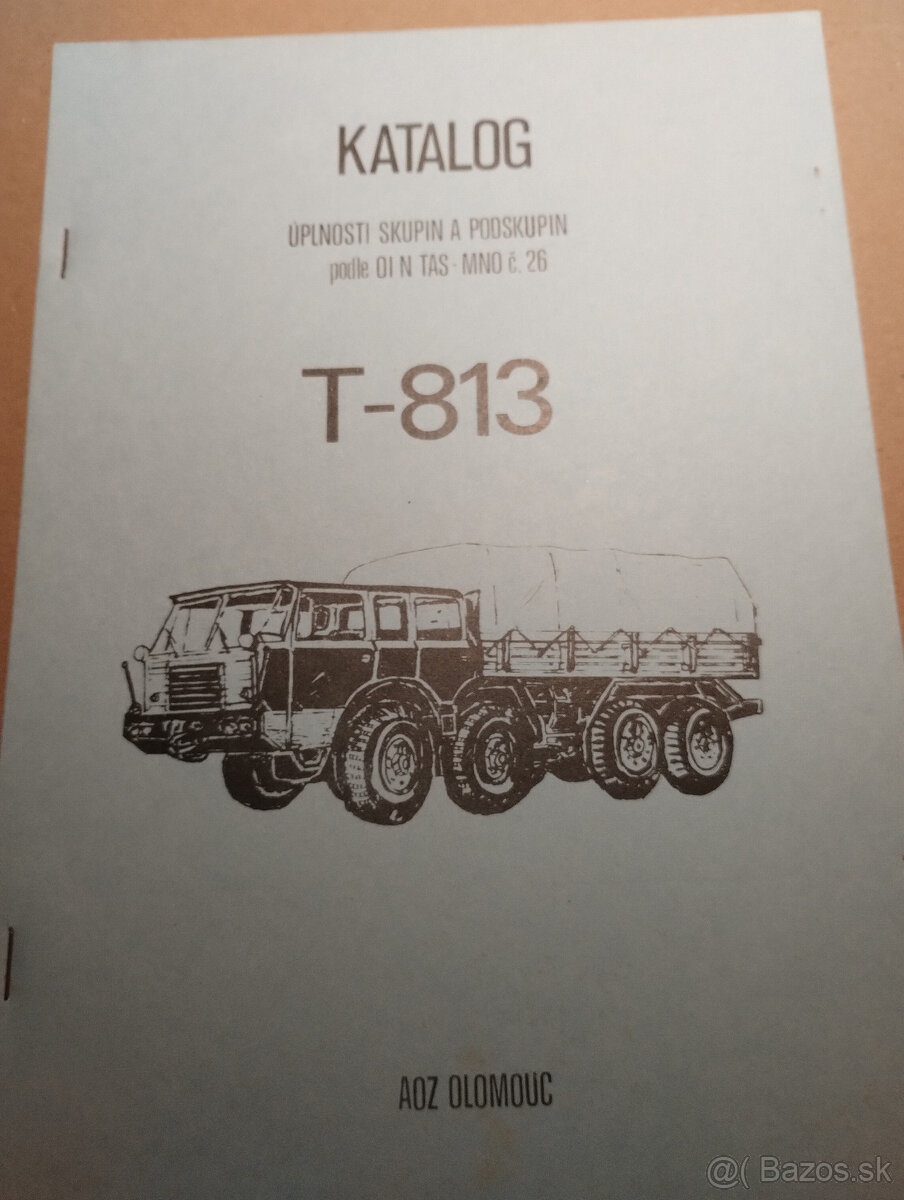 KATALOG
ÚPLNOSTI SKUPIN A PODSKUPIN
podle OI N TAS - MNO č. 26
T-813
AOZ OLOMOUC
@( Bazos.sk